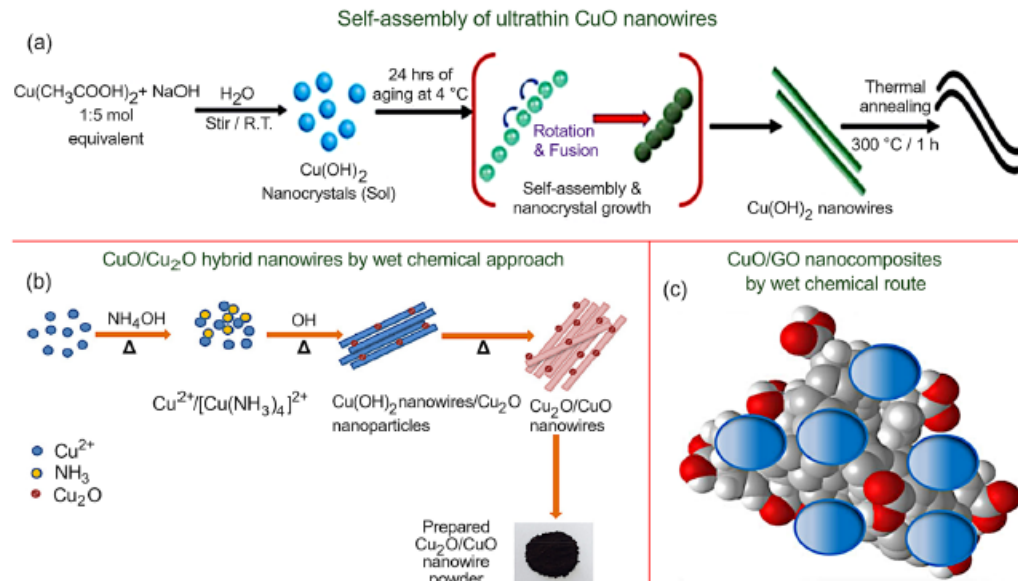 Self-assembly of ultrathin CuO nanowires
(a)
Cu(CH₃COOH)₂+ NaOH
1:5 mol
equivalent
H₂O
Stir / R.T.
Cu(OH)₂
Nanocrystals (Sol)
24 hrs of
aging at 4 °C
Rotation
& Fusion
Self-assembly &
nanocrystal growth
Cu(OH)₂ nanowires
Thermal
annealing
300 °C / 1 h
CuO/Cu₂O hybrid nanowires by wet chemical approach
(b)
NH₄OH
Δ
Cu²⁺/[Cu(NH₃)₄]²⁺
OH
Δ
Cu(OH)₂ nanowires/Cu₂O
nanoparticles
Δ
Cu₂O/CuO
nanowires
Cu²⁺
NH₃
Cu₂O
Prepared
Cu₂O/CuO
nanowire
powder
CuO/GO nanocomposites
by wet chemical route
(c)